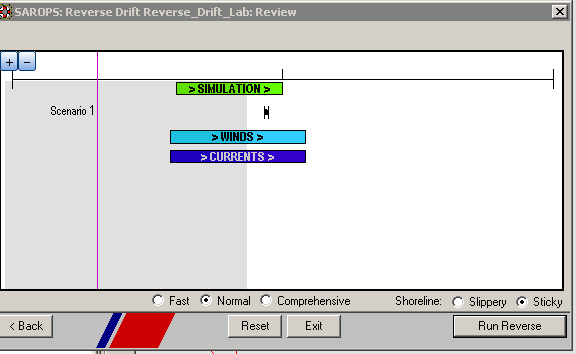 SAROPS: Reverse Drift Reverse_Drift_Lab: Review
+ −
> SIMULATION >
Scenario 1
> WINDS >
> CURRENTS >
Fast Normal Comprehensive Shoreline: Slippery Sticky
< Back Reset Exit Run Reverse